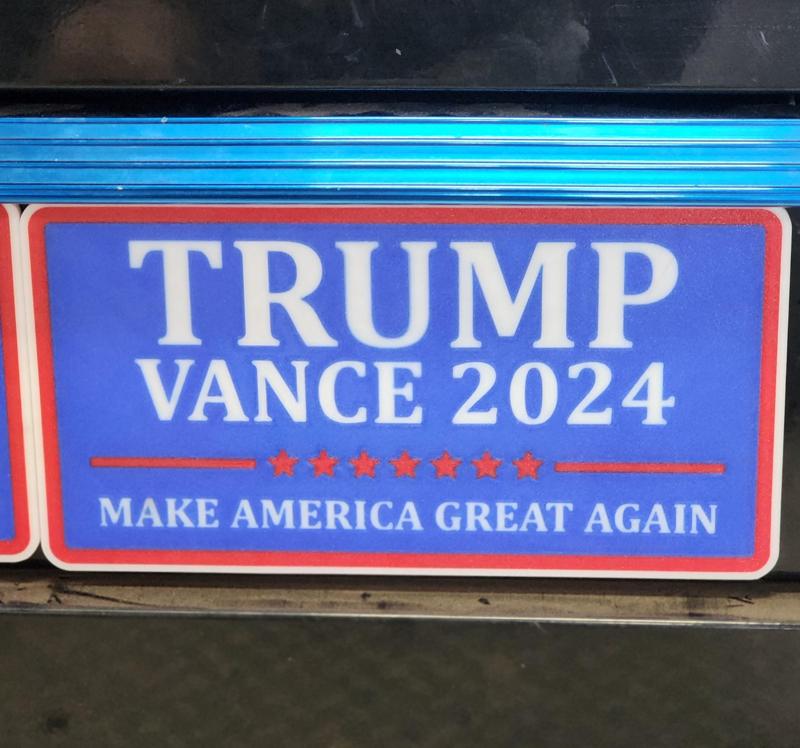 TRUMP
VANCE 2024
MAKE AMERICA GREAT AGAIN